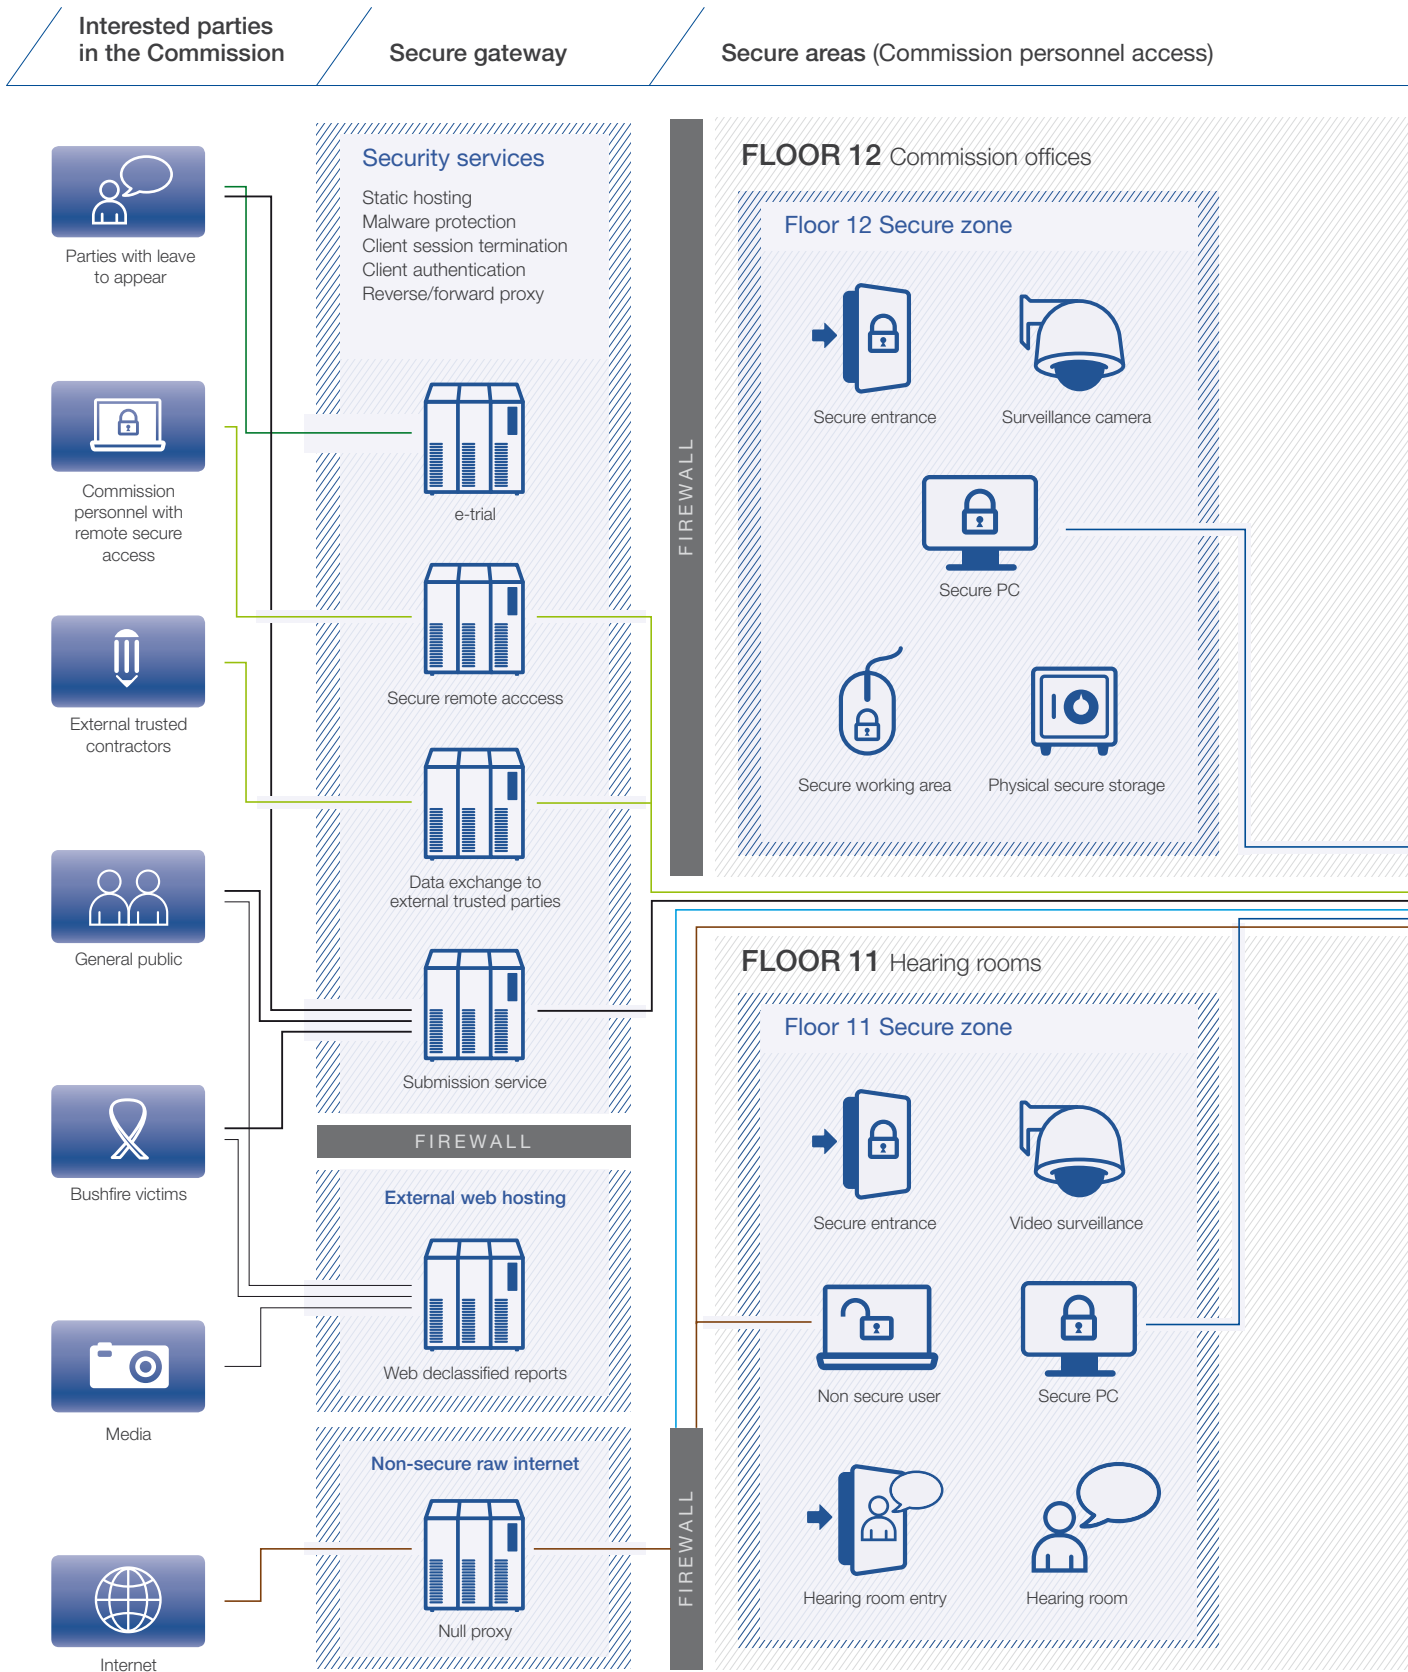 Interested parties
in the Commission
Secure gateway
Secure areas (Commission personnel access)
Parties with leave
to appear
Commission
personnel with
remote secure
access
External trusted
contractors
General public
Bushfire victims
Media
Internet
Security services
Static hosting
Malware protection
Client session termination
Client authentication
Reverse/forward proxy
e-trial
Secure remote acccess
Data exchange to
external trusted parties
Submission service
FIREWALL
External web hosting
Web declassified reports
Non-secure raw internet
Null proxy
FIREWALL
FIREWALL
FLOOR 12 Commission offices
Floor 12 Secure zone
Secure entrance
Surveillance camera
Secure PC
Secure working area
Physical secure storage
FLOOR 11 Hearing rooms
Floor 11 Secure zone
Secure entrance
Video surveillance
Non secure user
Secure PC
Hearing room entry
Hearing room